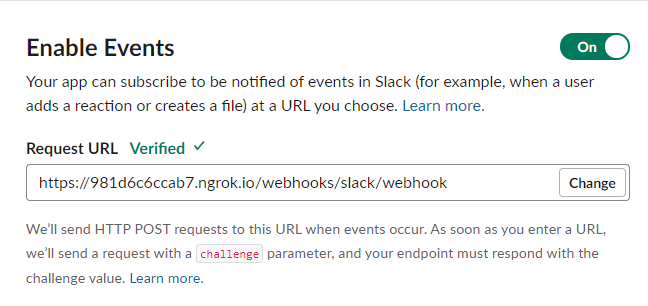 Enable Events On
Your app can subscribe to be notified of events in Slack (for example, when a user
adds a reaction or creates a file) at a URL you choose. Learn more.
Request URL Verified ✓
https://981d6c6ccab7.ngrok.io/webhooks/slack/webhook Change
We’ll send HTTP POST requests to this URL when events occur. As soon as you enter a URL,
we’ll send a request with a challenge parameter, and your endpoint must respond with the
challenge value. Learn more.